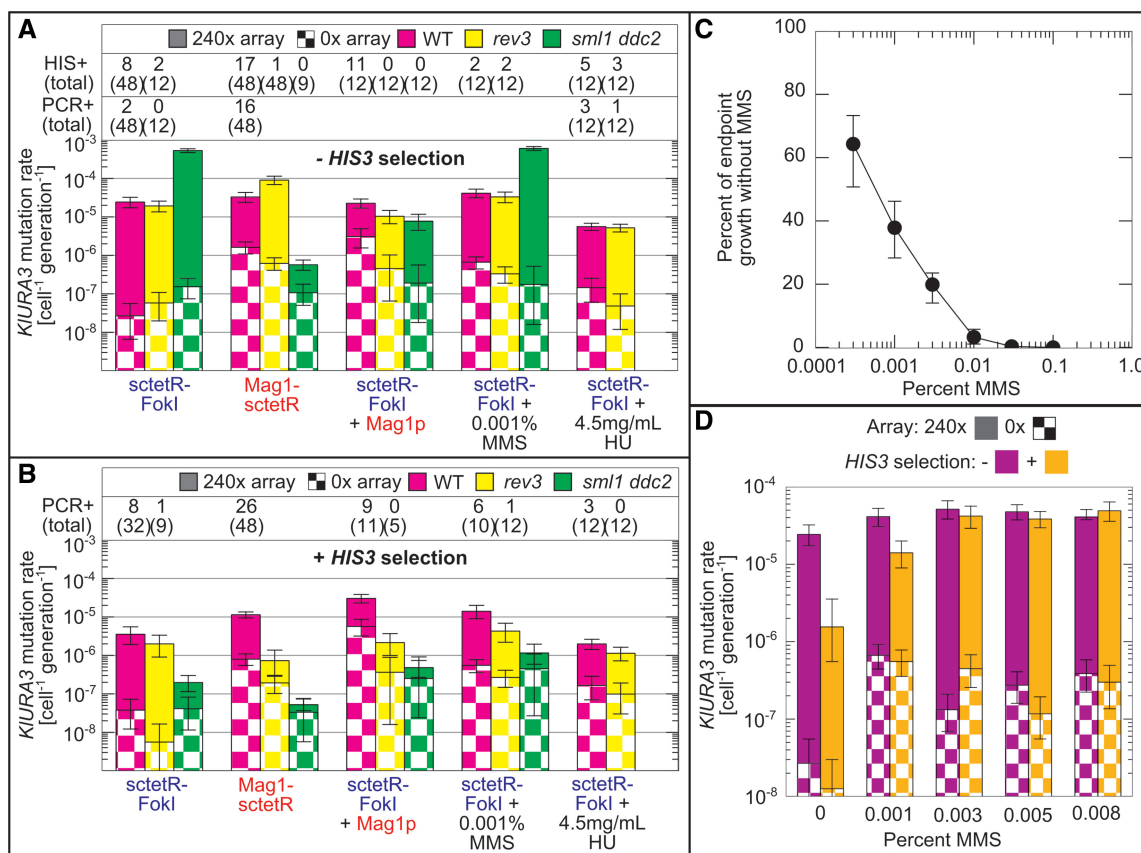 A
240x array 0x array WT rev3 sml1 ddc2
HIS+ 8 2 17 1 0 11 0 0 2 2 5 3
(total) (48)(12) (48)(48)(9) (12)(12)(12) (12)(12) (12)(12)
PCR+ 2 0 16 3 1
(total) (48)(12) (48) (12)(12)
- HIS3 selection
KlURA3 mutation rate
[cell-1 generation-1]
10-3
10-4
10-5
10-6
10-7
10-8
sctetR-FokI
Mag1-sctetR
sctetR-FokI + Mag1p
sctetR-FokI + 0.001% MMS
sctetR-FokI + 4.5mg/mL HU
B
240x array 0x array WT rev3 sml1 ddc2
PCR+ 8 1 26 9 0 6 1 3 0
(total) (32)(9) (48) (11)(5) (10)(12) (12)(12)
+ HIS3 selection
KlURA3 mutation rate
[cell-1 generation-1]
10-3
10-4
10-5
10-6
10-7
10-8
sctetR-FokI
Mag1-sctetR
sctetR-FokI + Mag1p
sctetR-FokI + 0.001% MMS
sctetR-FokI + 4.5mg/mL HU
C
Percent of endpoint
growth without MMS
100
80
60
40
20
0
0.0001 0.001 0.01 0.1 1.0
Percent MMS
D
Array: 240x 0x
HIS3 selection: - +
KlURA3 mutation rate
[cell-1 generation-1]
10-4
10-5
10-6
10-7
10-8
0 0.001 0.003 0.005 0.008
Percent MMS